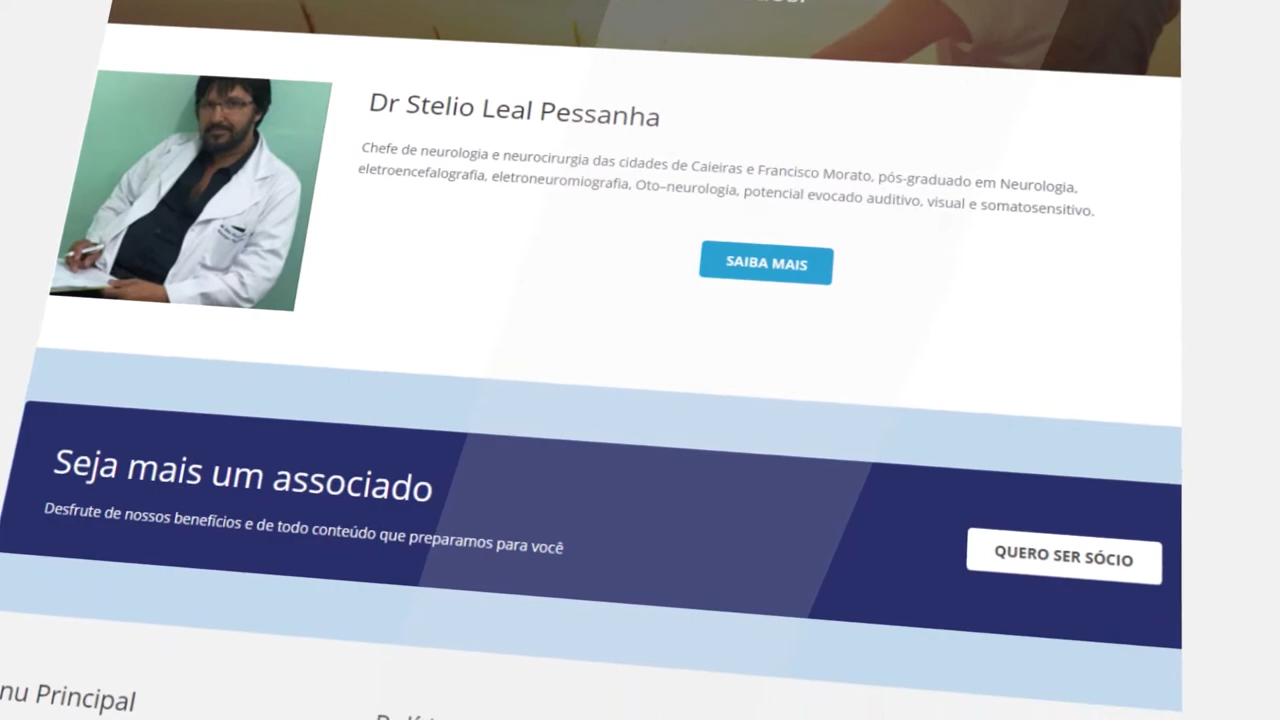 Dr Stelio Leal Pessanha
Chefe de neurologia e neurocirurgia das cidades de Caieiras e Francisco Morato, pós-graduado em Neurologia,
eletroencefalografia, eletroneuromiografia, Oto–neurologia, potencial evocado auditivo, visual e somatosensitivo.
SAIBA MAIS
Seja mais um associado
Desfrute de nossos benefícios e de todo conteúdo que preparamos para você
QUERO SER SÓCIO
nu Principal